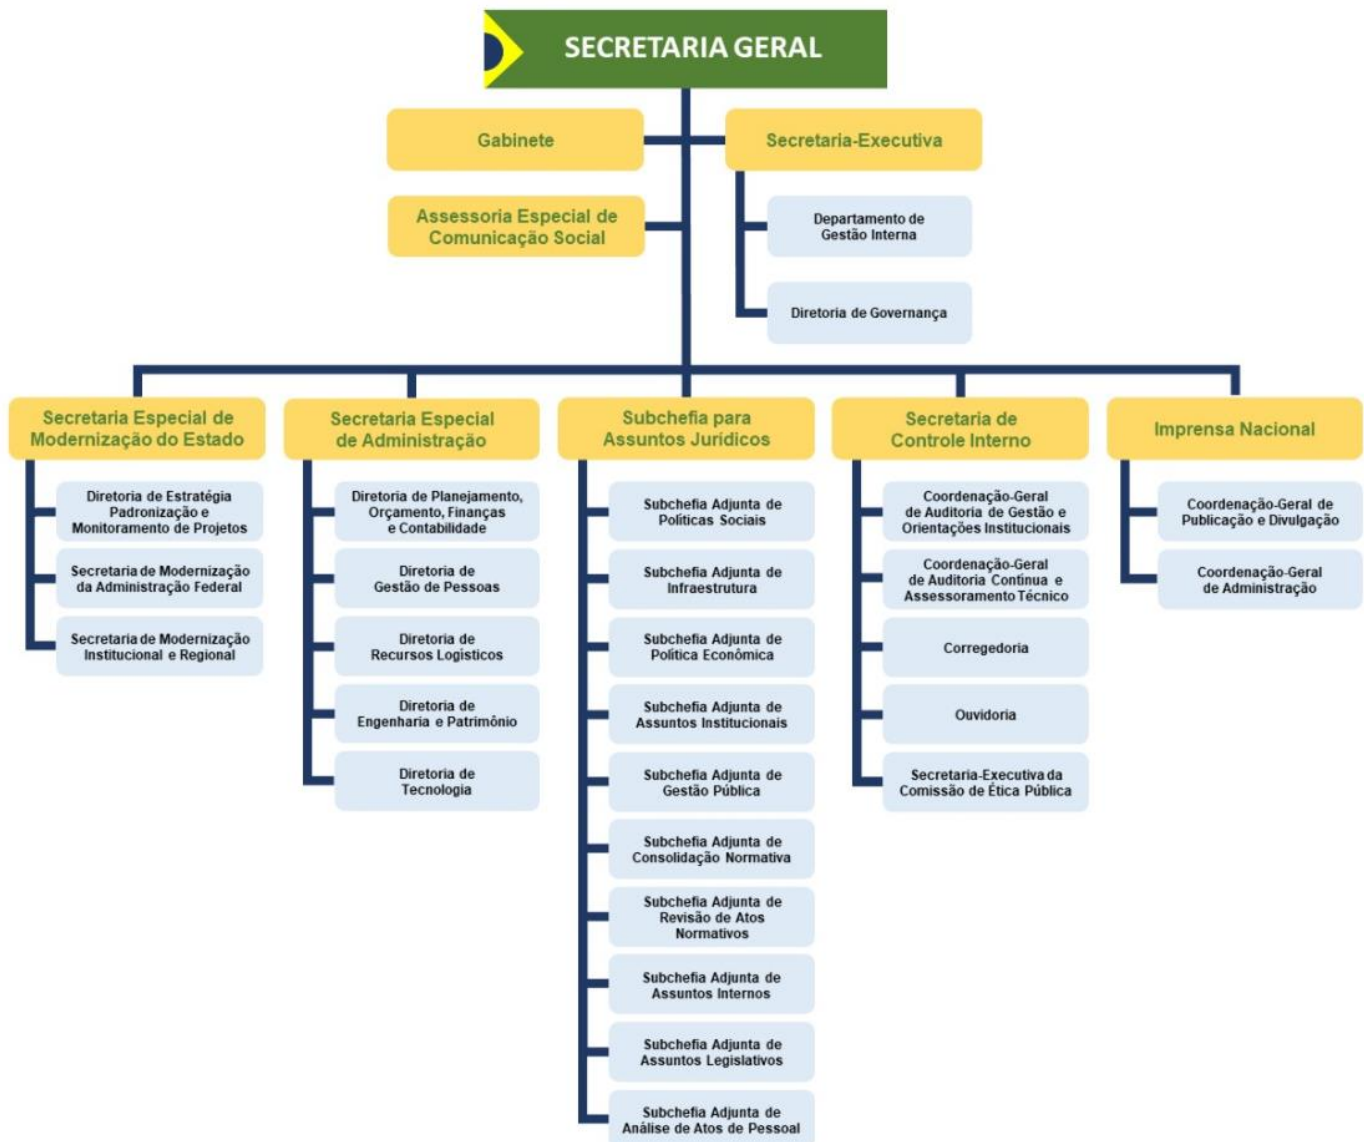 SECRETARIA GERAL
Gabinete
Secretaria-Executiva
Assessoria Especial de
Comunicação Social
Departamento de
Gestão Interna
Diretoria de Governança
Secretaria Especial de
Modernização do Estado
Diretoria de Estratégia
Padronização e
Monitoramento de Projetos
Secretaria de Modernização
da Administração Federal
Secretaria de Modernização
Institucional e Regional
Secretaria Especial
de Administração
Diretoria de Planejamento,
Orçamento, Finanças
e Contabilidade
Diretoria de
Gestão de Pessoas
Diretoria de
Recursos Logísticos
Diretoria de
Engenharia e Patrimônio
Diretoria de
Tecnologia
Subchefia para
Assuntos Jurídicos
Subchefia Adjunta de
Políticas Sociais
Subchefia Adjunta de
Infraestrutura
Subchefia Adjunta de
Política Econômica
Subchefia Adjunta de
Assuntos Institucionais
Subchefia Adjunta de
Gestão Pública
Subchefia Adjunta de
Consolidação Normativa
Subchefia Adjunta de
Revisão de Atos
Normativos
Subchefia Adjunta de
Assuntos Internos
Subchefia Adjunta de
Assuntos Legislativos
Subchefia Adjunta de
Análise de Atos de Pessoal
Secretaria de
Controle Interno
Coordenação-Geral
de Auditoria de Gestão e
Orientações Institucionais
Coordenação-Geral
de Auditoria Contínua e
Assessoramento Técnico
Corregedoria
Ouvidoria
Secretaria-Executiva da
Comissão de Ética Pública
Imprensa Nacional
Coordenação-Geral de
Publicação e Divulgação
Coordenação-Geral
de Administração